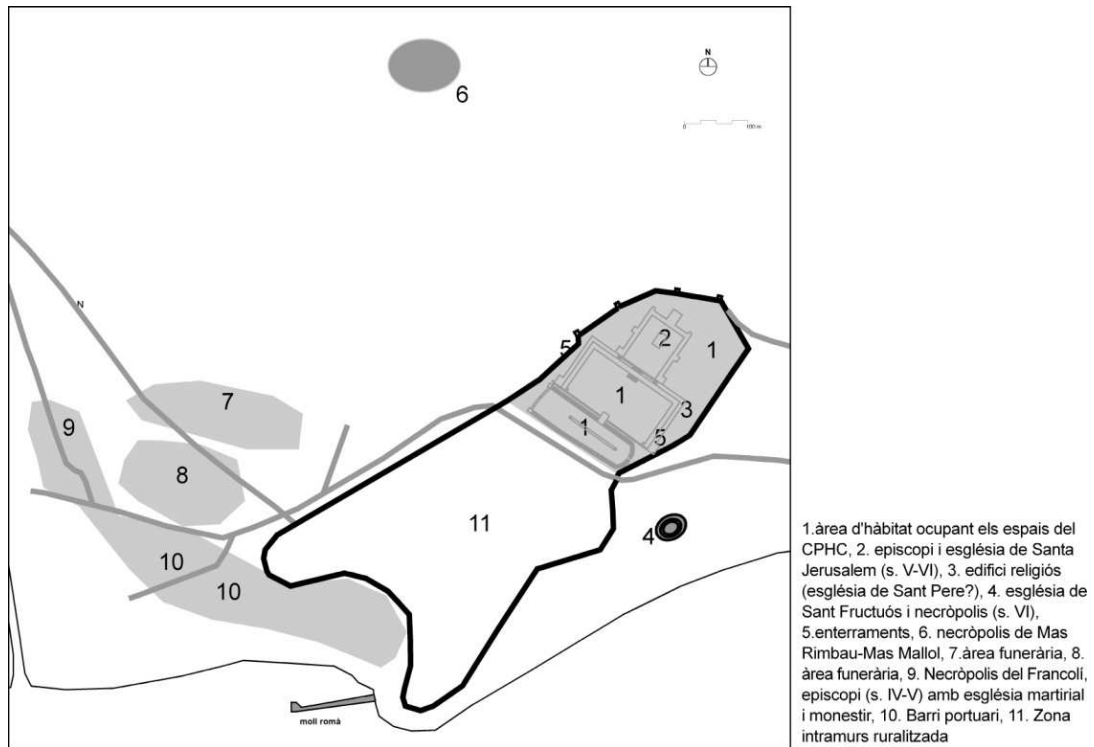 N
6
0 100 m
N
5
2
1
1
3
1
5
7
9
8
11
4
10
10
molí romà
1.àrea d'hàbitat ocupant els espais del
CPHC, 2. episcopi i església de Santa
Jerusalem (s. V-VI), 3. edifici religiós
(església de Sant Pere?), 4. església de
Sant Fructuós i necròpolis (s. VI),
5.enterraments, 6. necròpolis de Mas
Rimbau-Mas Mallol, 7.àrea funerària, 8.
àrea funerària, 9. Necròpolis del Francolí,
episcopi (s. IV-V) amb església martirial
i monestir, 10. Barri portuari, 11. Zona
intramurs ruralitzada